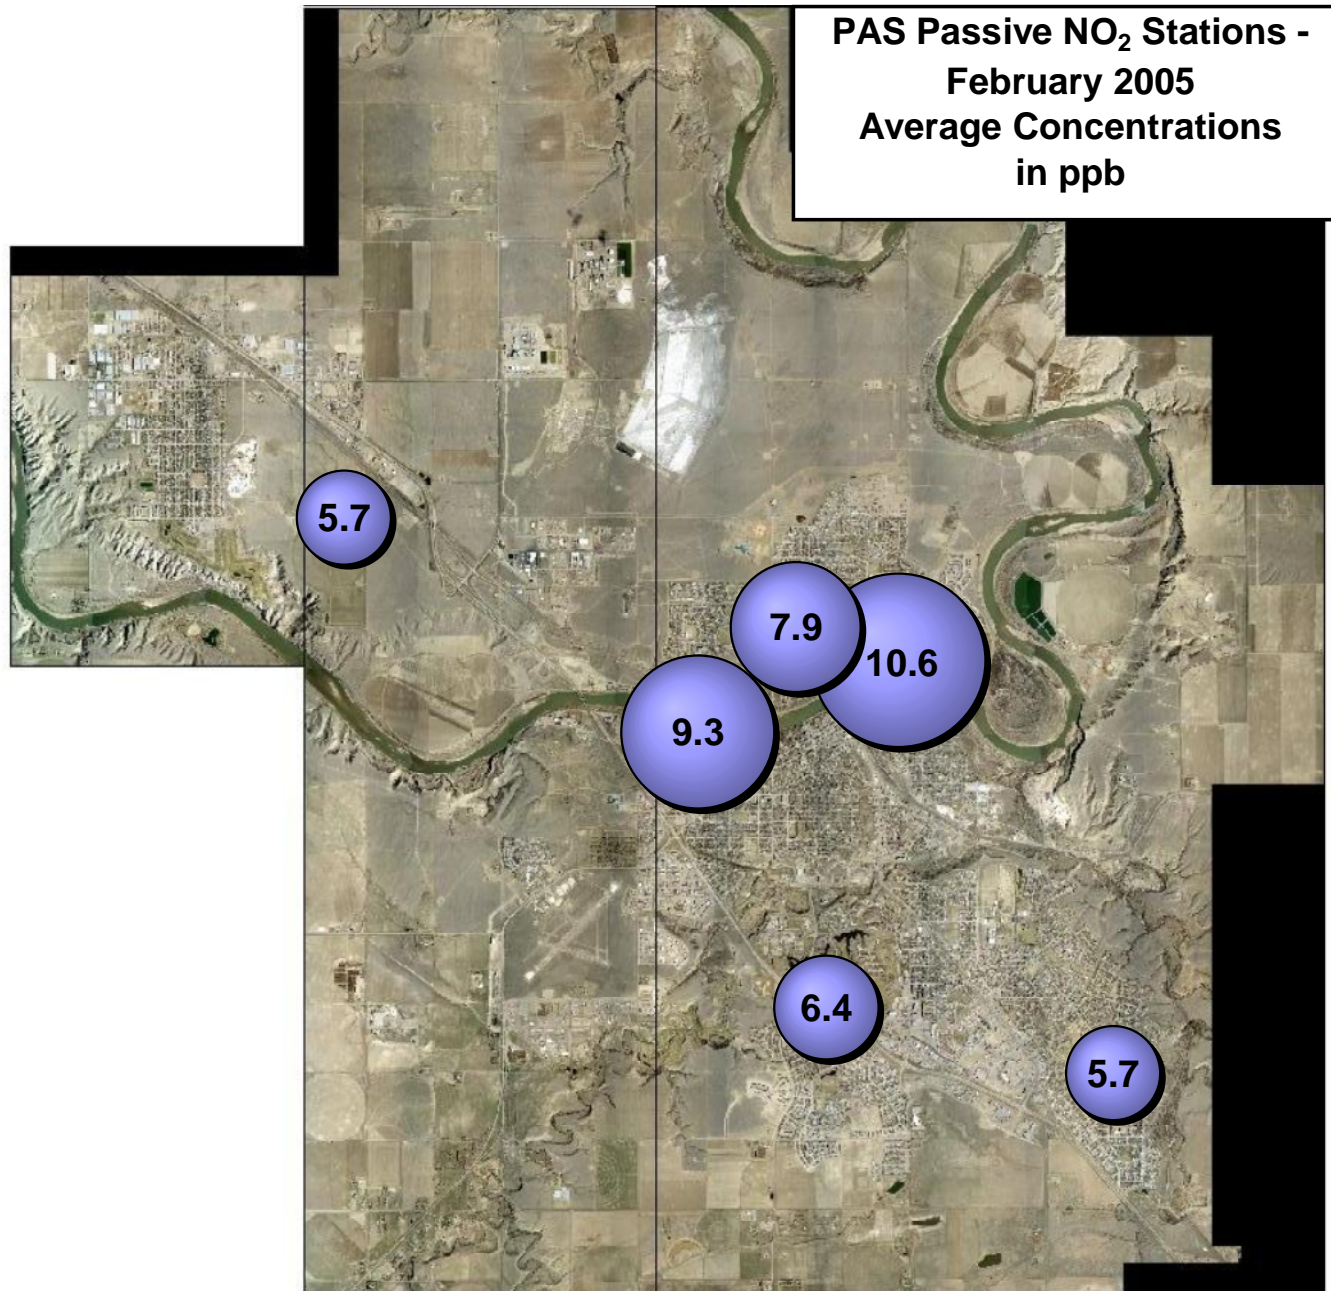 PAS Passive NO₂ Stations -
February 2005
Average Concentrations
in ppb
5.7
7.9
10.6
9.3
6.4
5.7